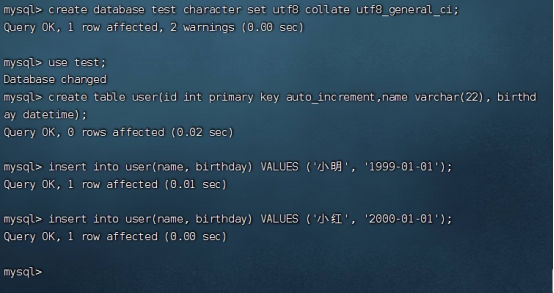 mysql> create database test character set utf8 collate utf8_general_ci;
Query OK, 1 row affected, 2 warnings (0.00 sec)
mysql> use test;
Database changed
mysql> create table user(id int primary key auto_increment,name varchar(22), birthd
ay datetime);
Query OK, 0 rows affected (0.02 sec)
mysql> insert into user(name, birthday) VALUES ('小明', '1999-01-01');
Query OK, 1 row affected (0.01 sec)
mysql> insert into user(name, birthday) VALUES ('小红', '2000-01-01');
Query OK, 1 row affected (0.00 sec)
mysql>